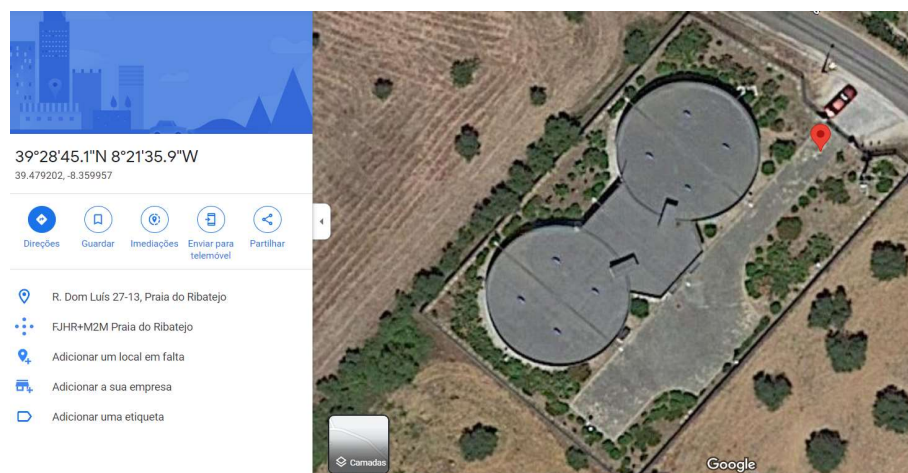 39°28'45.1"N 8°21'35.9"W
39.479202, -8.359957
Direções
Guardar
Imediações
Enviar para
telemóvel
Partilhar
R. Dom Luís 27-13, Praia do Ribatejo
FJHR+M2M Praia do Ribatejo
Adicionar um local em falta
Adicionar a sua empresa
Adicionar uma etiqueta
Camadas
Google